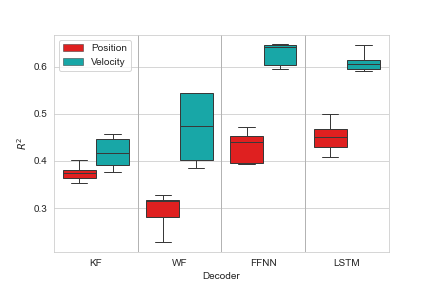 Position
Velocity
0.6
0.5
0.4
0.3
R²
KF WF FFNN LSTM
Decoder